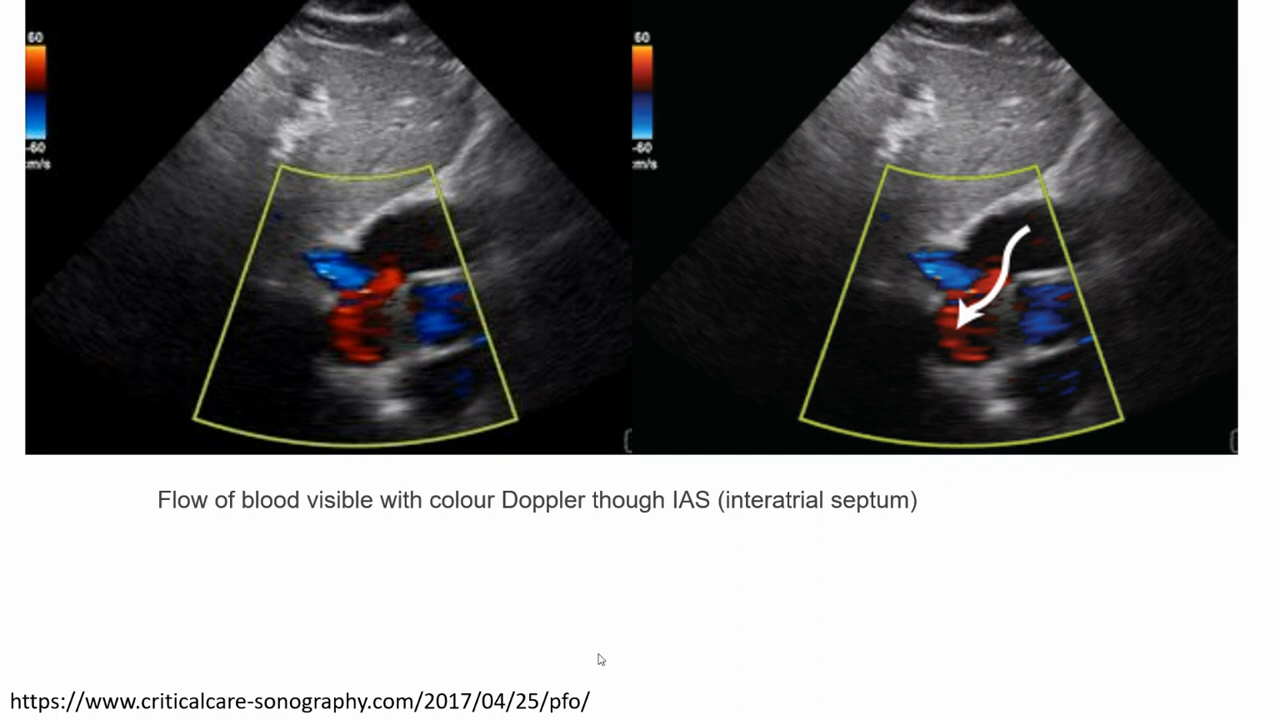 60
60
-60
-60
cm/s
cm/s
Flow of blood visible with colour Doppler though IAS (interatrial septum)
https://www.criticalcare-sonography.com/2017/04/25/pfo/